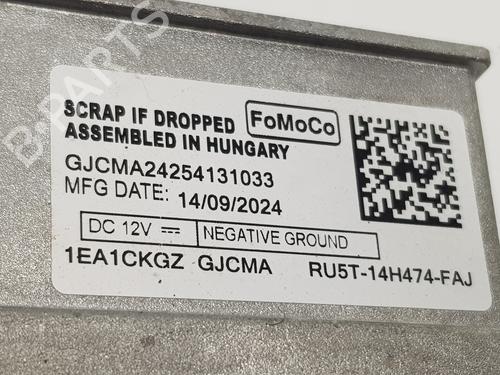 SCRAP IF DROPPED
ASSEMBLED IN HUNGARY
FoMoCo
GJCMA24254131033
MFG DATE: 14/09/2024
DC 12V NEGATIVE GROUND
1EA1CKGZ GJCMA RU5T-14H474-FAJ
B-PARTS